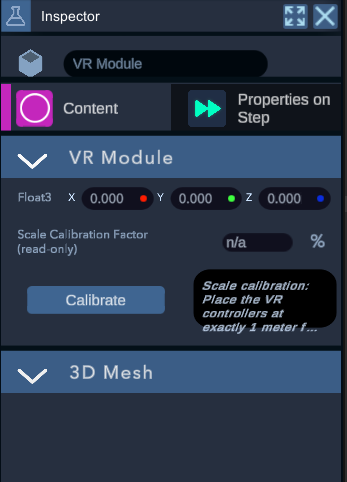 Inspector
VR Module
Content
Properties on
Step
VR Module
Float3 X 0.000 Y 0.000 Z 0.000
Scale Calibration Factor
(read-only)
n/a %
Calibrate
Scale calibration:
Place the VR
controllers at
exactly 1 meter f...
3D Mesh